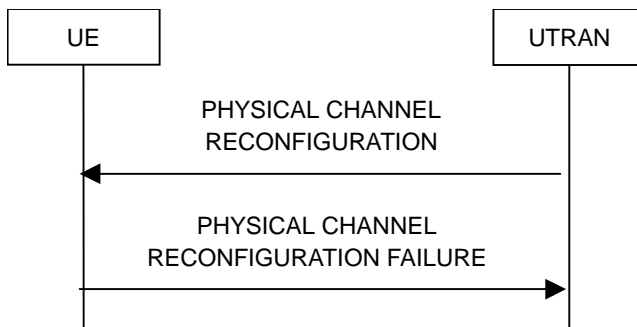 UE
UTRAN
PHYSICAL CHANNEL
RECONFIGURATION
PHYSICAL CHANNEL
RECONFIGURATION FAILURE